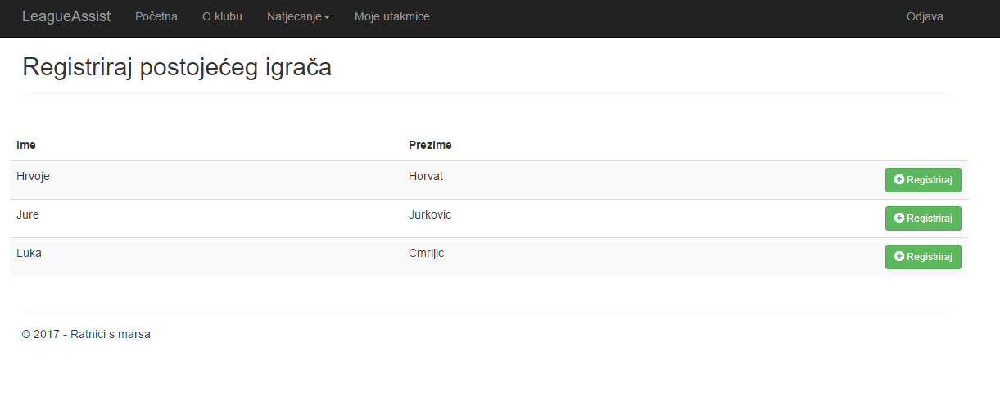 LeagueAssist Početna O klubu Natjecanje Moje utakmice Odjava
Registriraj postojećeg igrača
Ime Prezime
Hrvoje Horvat Registriraj
Jure Jurkovic Registriraj
Luka Cmrljic Registriraj
© 2017 - Ratnici s marsa